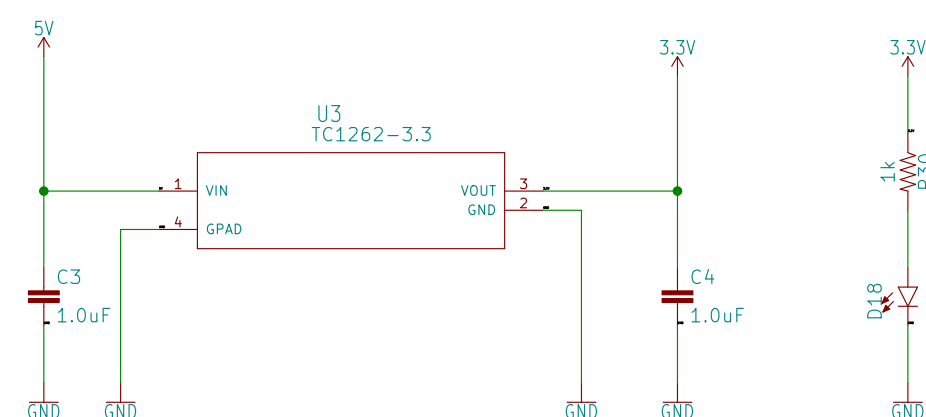 5V
3.3V
3.3V
U3
TC1262-3.3
1 VIN
VOUT 3
GND 2
4 GPAD
1k
C3
1.0uF
C4
1.0uF
D18
GND
GND
GND
GND
GND